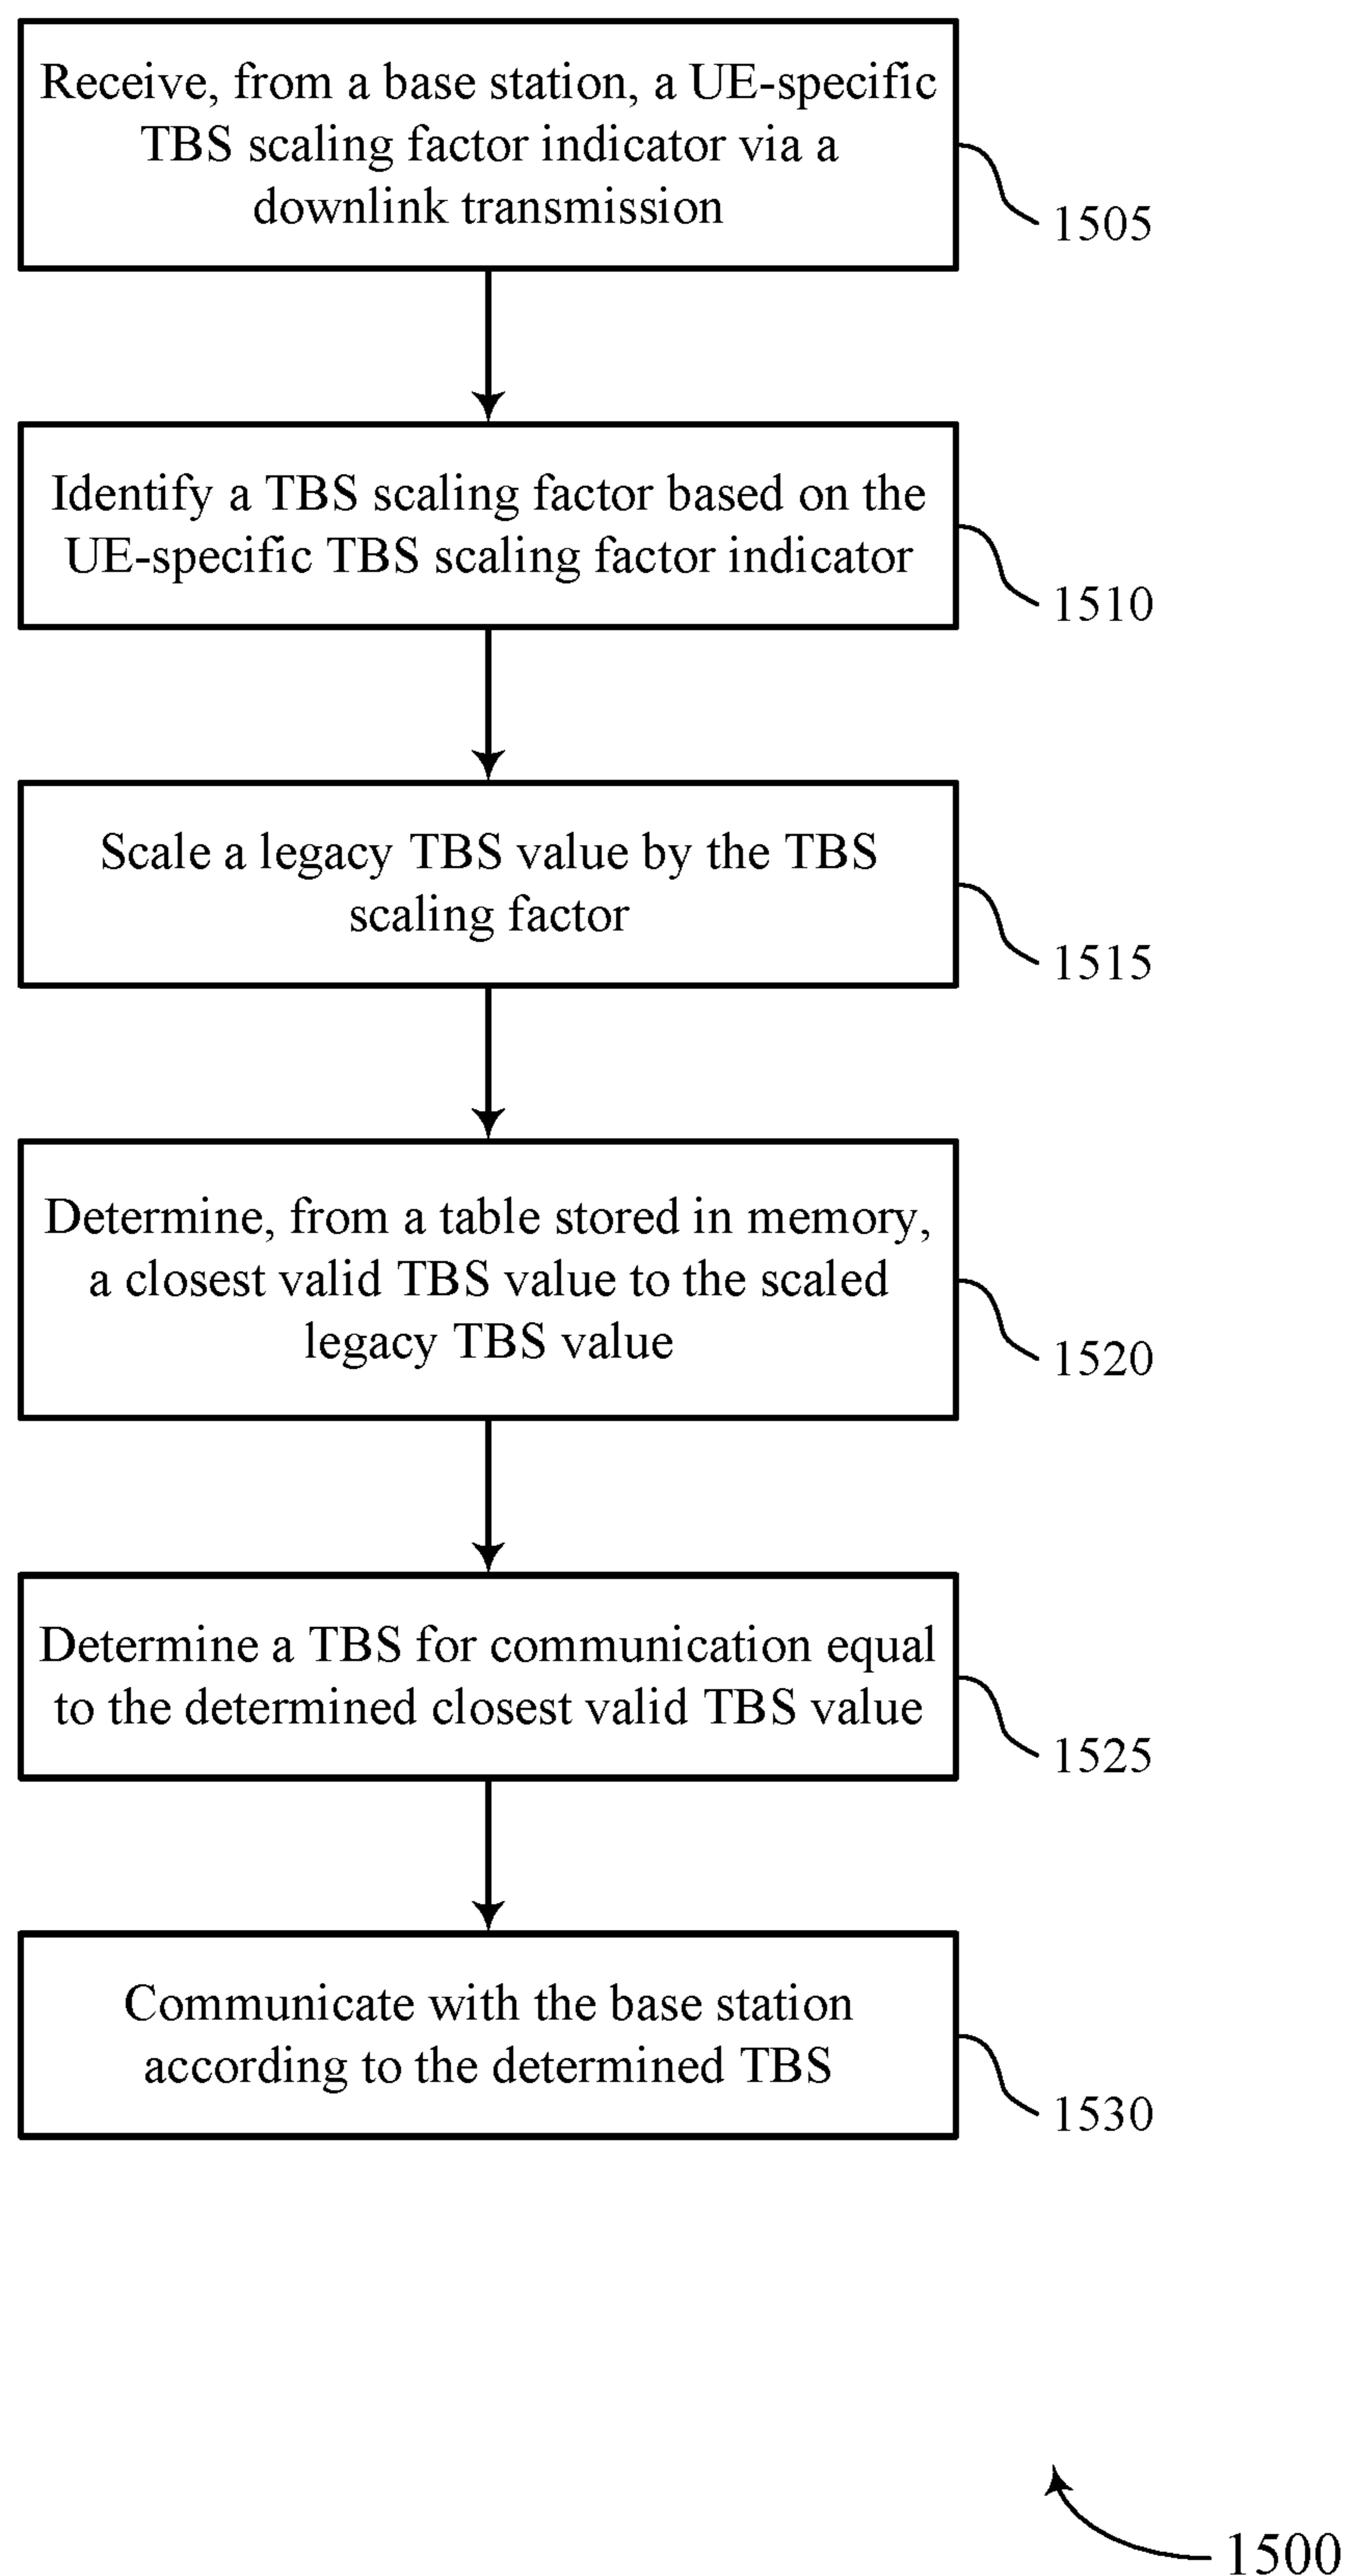 Receive, from a base station, a UE-specific
TBS scaling factor indicator via a
downlink transmission
1505
Identify a TBS scaling factor based on the
UE-specific TBS scaling factor indicator
1510
Scale a legacy TBS value by the TBS
scaling factor
1515
Determine, from a table stored in memory,
a closest valid TBS value to the scaled
legacy TBS value
1520
Determine a TBS for communication equal
to the determined closest valid TBS value
1525
Communicate with the base station
according to the determined TBS
1530
1500